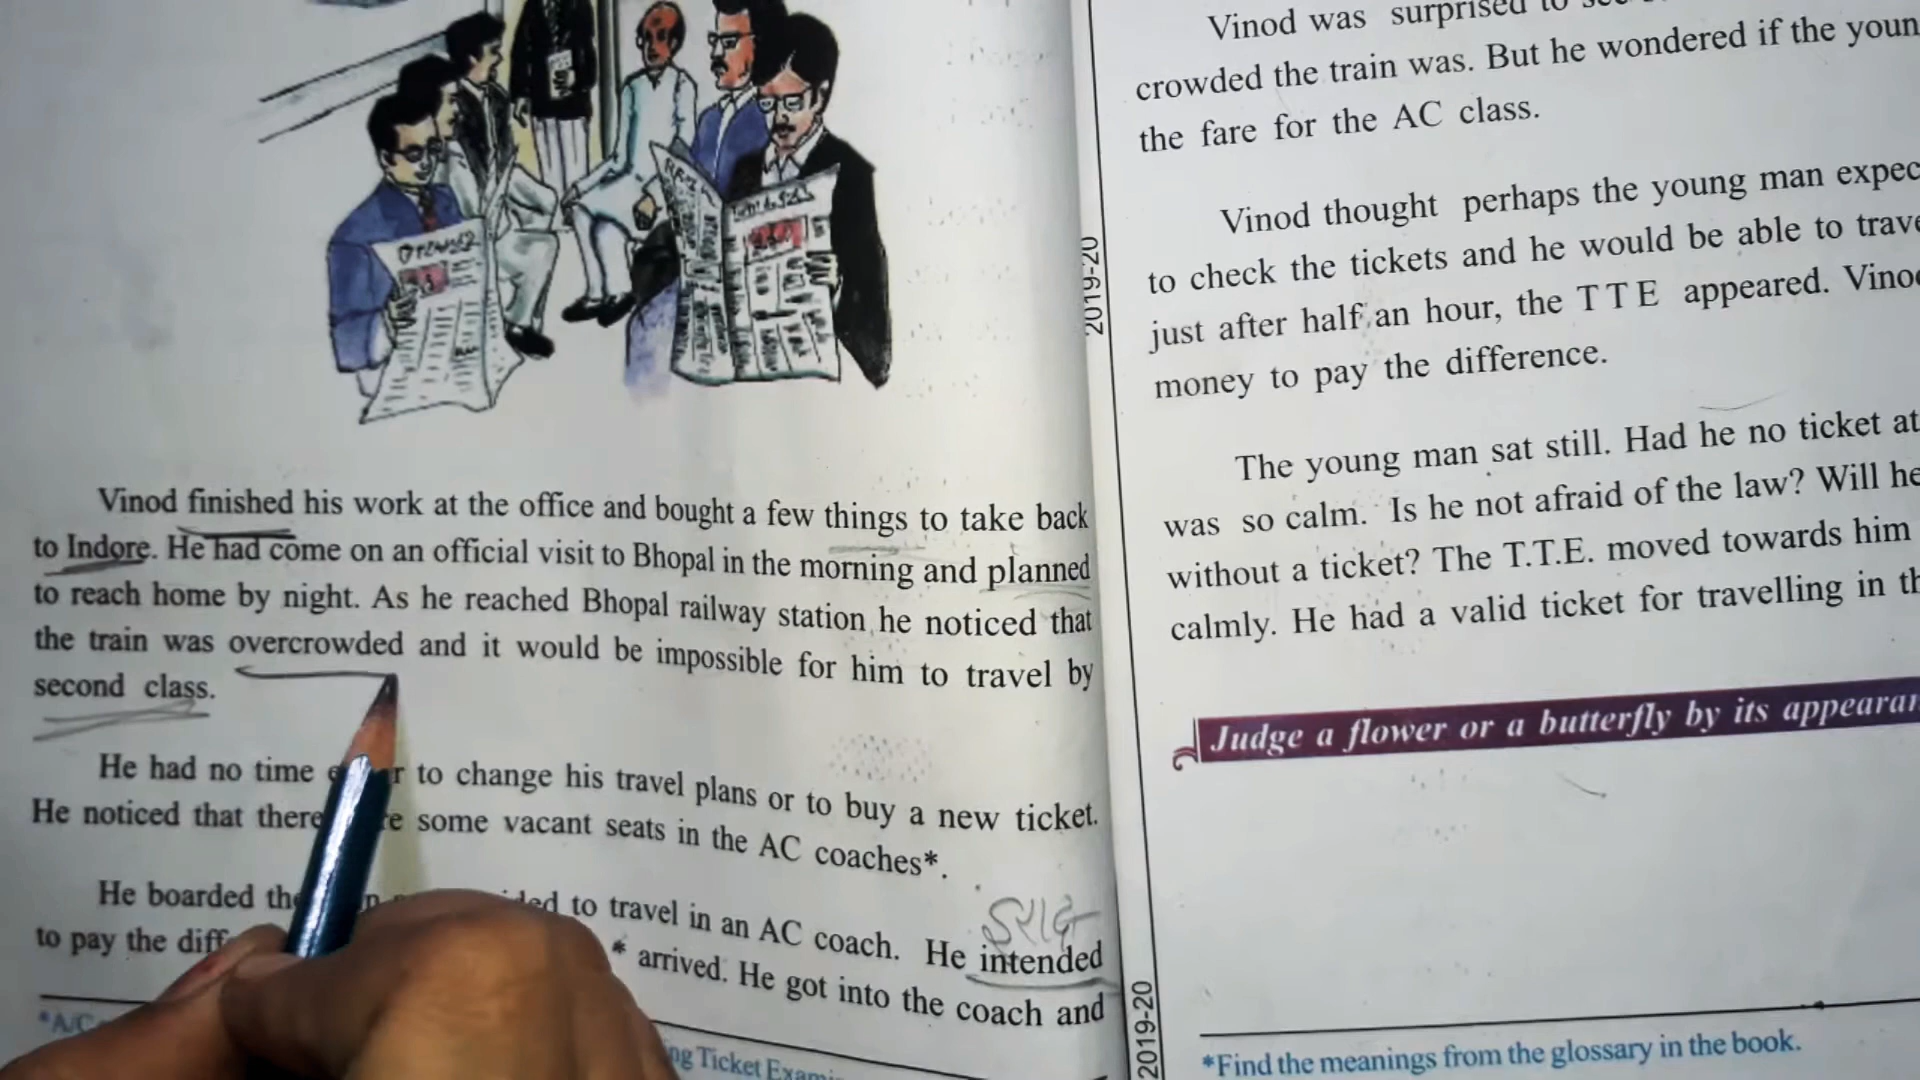 Vinod finished his work at the office and bought a few things to take back
to Indore. He had come on an official visit to Bhopal in the morning and planned
to reach home by night. As he reached Bhopal railway station he noticed that
the train was overcrowded and it would be impossible for him to travel by
second class.
He had no time to change his travel plans or to buy a new ticket.
He noticed that there some vacant seats in the AC coaches*.
He boarded to travel in an AC coach. He intended
to pay the * arrived. He got into the coach and
*A/C
Ticket
2019-20
Vinod was surprised to
crowded the train was. But he wondered if the
the fare for the AC class.
Vinod thought perhaps the young man
to check the tickets and he would be able to
just after half an hour, the T T E appeared.
money to pay the difference.
The young man sat still. Had he no ticket at
was so calm. Is he not afraid of the law? Will he
without a ticket? The T.T.E. moved towards him
calmly. He had a valid ticket for travelling in
Judge a flower or a butterfly by its
2019-20
*Find the meanings from the glossary in the book.